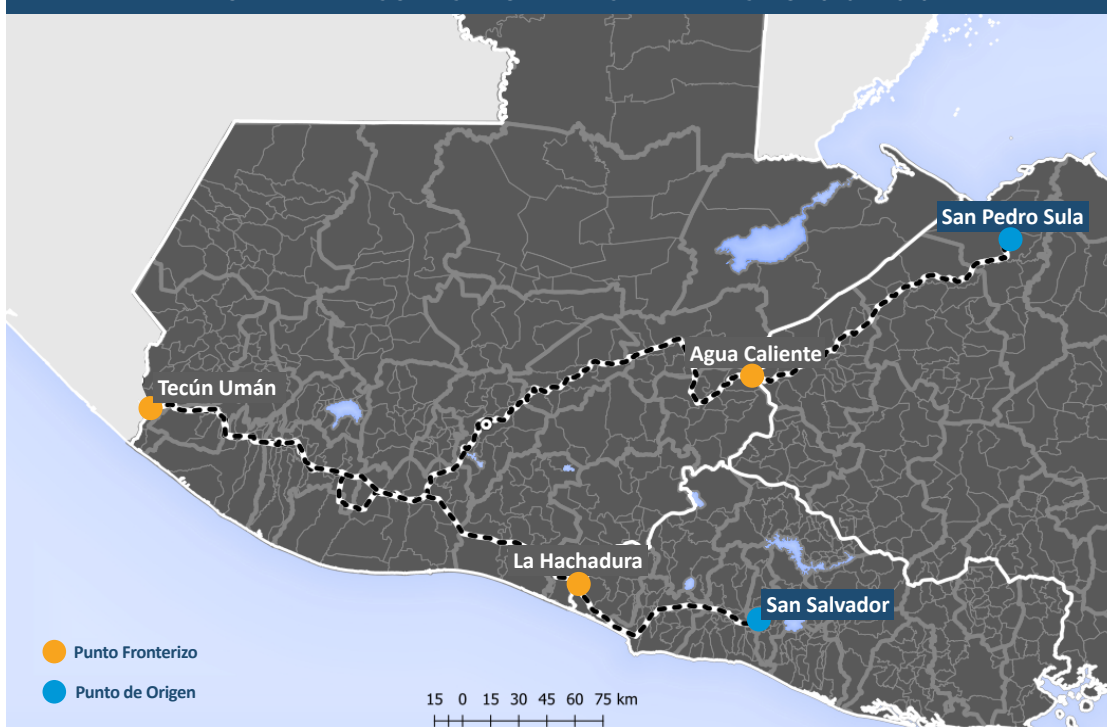 San Pedro Sula
Agua Caliente
Tecún Umán
La Hachadura
San Salvador
Punto Fronterizo
Punto de Origen
15 0 15 30 45 60 75 km